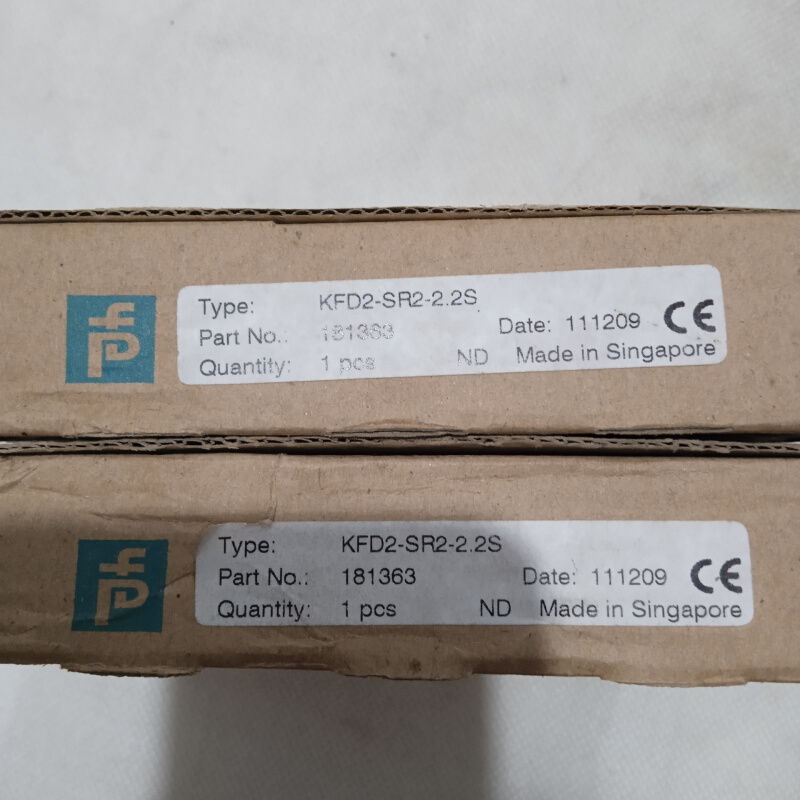 Type: KFD2-SR2-2.2S
Part No.: 181363 Date: 111209 CE
Quantity: 1 pcs ND Made in Singapore
Type: KFD2-SR2-2.2S
Part No.: 181363 Date: 111209 CE
Quantity: 1 pcs ND Made in Singapore